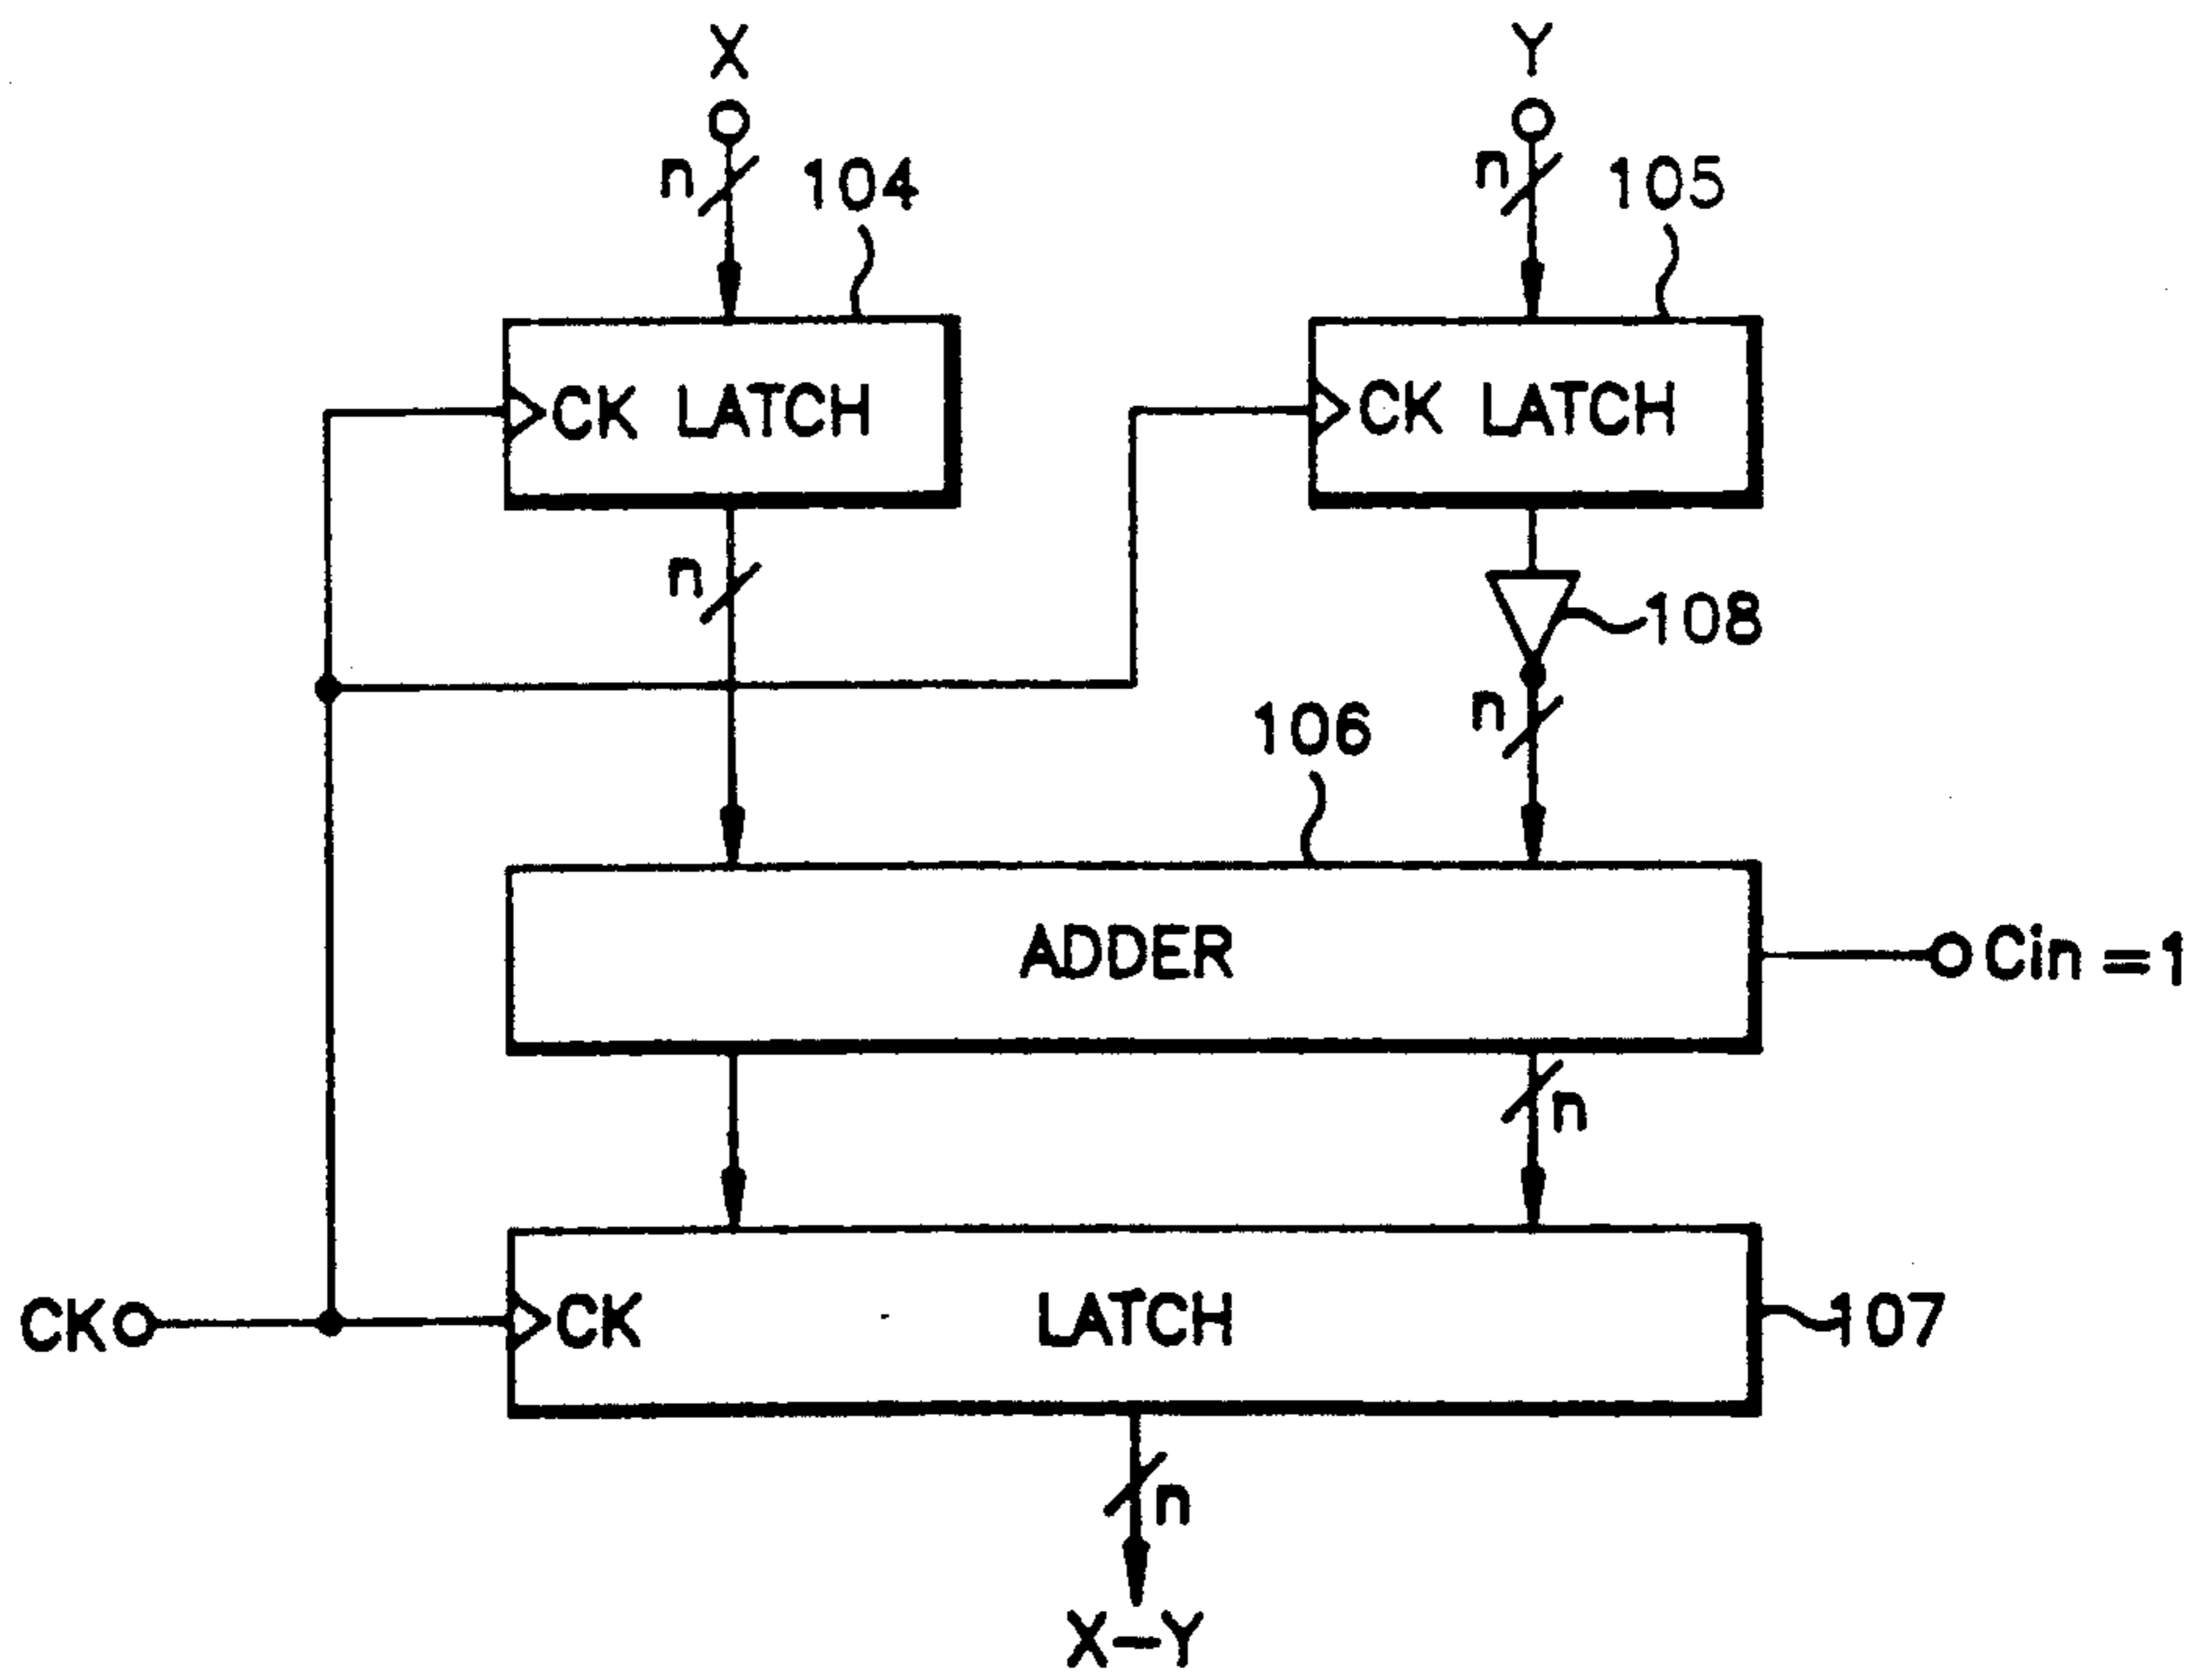 X Y
n 104 n 105
CK LATCH CK LATCH
n 108
106 n
ADDER Cin=1
n
CK CK LATCH 107
n
X-Y